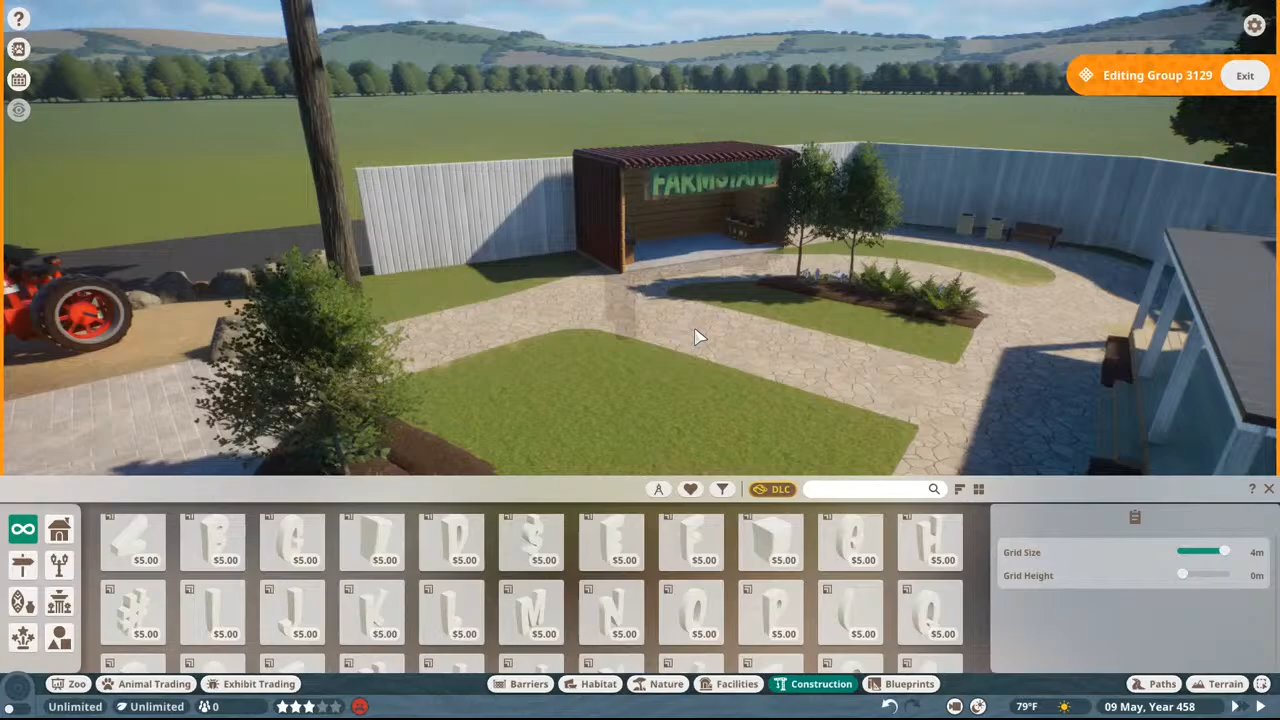 ?
Editing Group 3129 Exit
FARMSTAND
DLC
? ×
$5.00 $5.00 $5.00 $5.00 $5.00 $5.00 $5.00 $5.00 $5.00 $5.00 $5.00
$5.00 $5.00 $5.00 $5.00 $5.00 $5.00 $5.00 $5.00 $5.00 $5.00 $5.00
Grid Size 4m
Grid Height 0m
Zoo Animal Trading Exhibit Trading Barriers Habitat Nature Facilities Construction Blueprints Paths Terrain
Unlimited Unlimited 0 79°F 09 May, Year 458